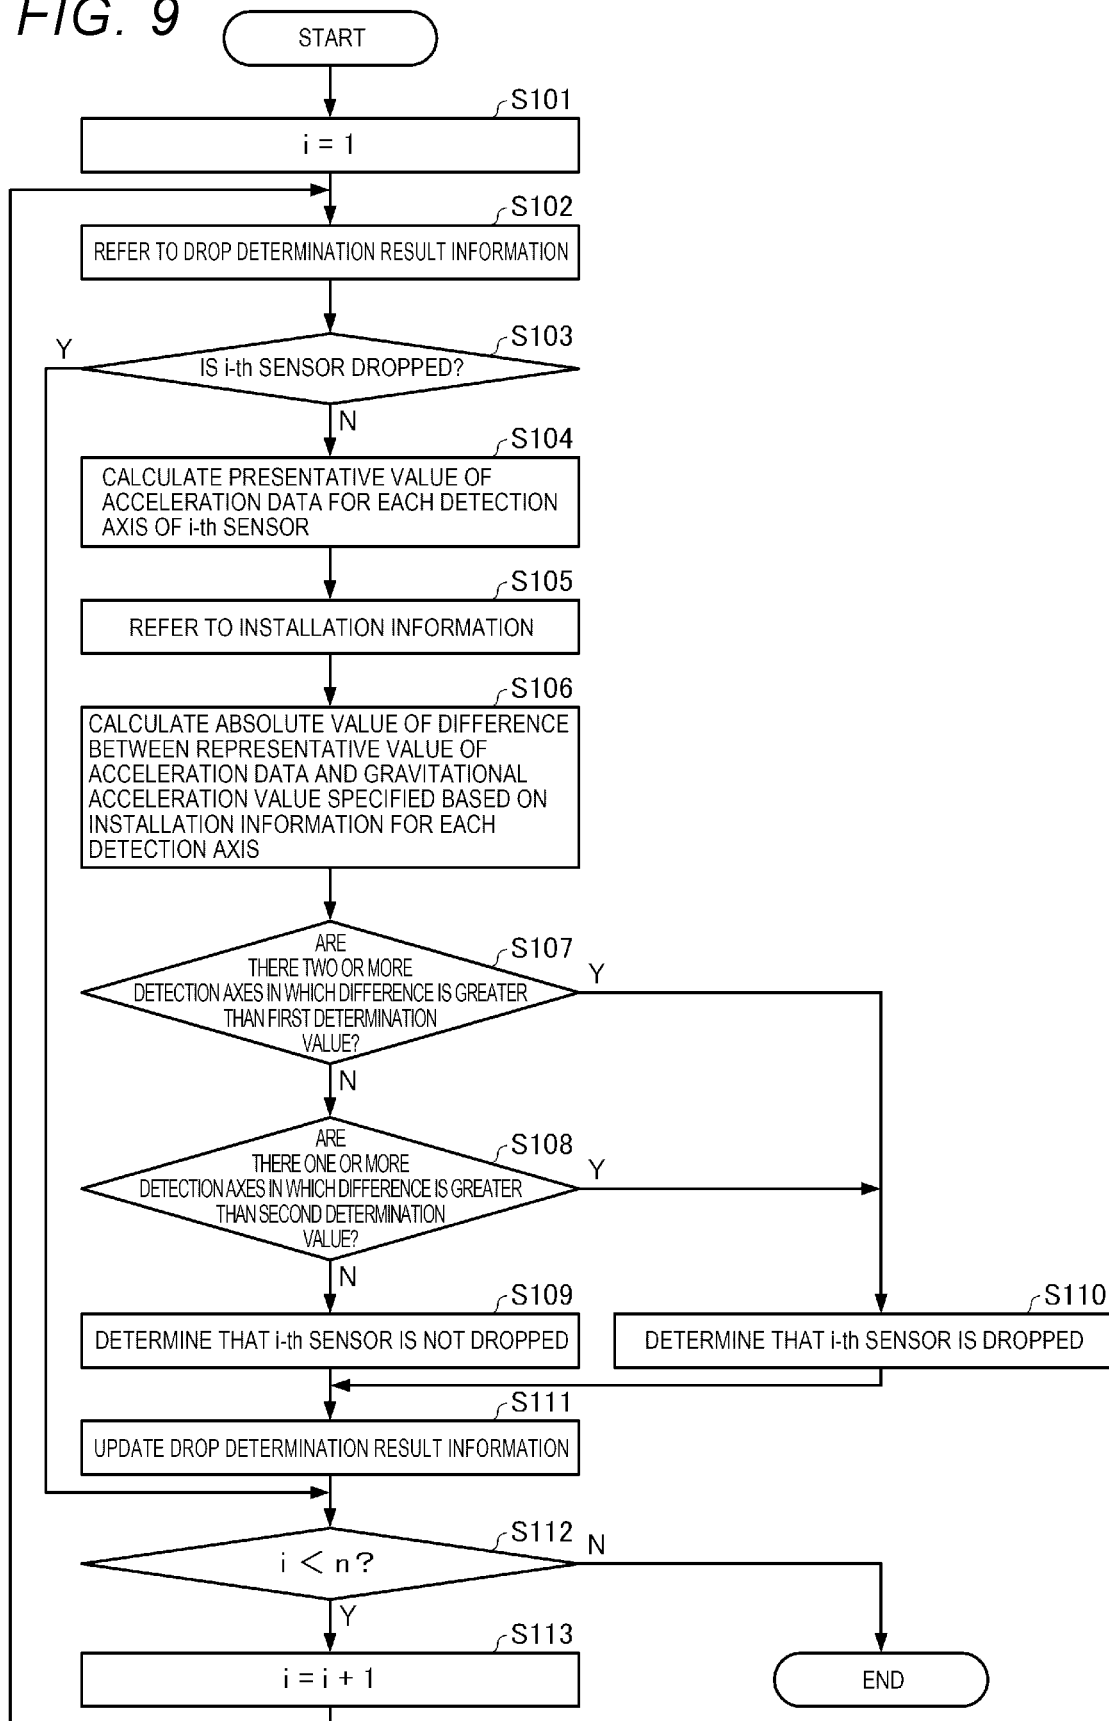 FIG. 9
START
S101
i = 1
S102
REFER TO DROP DETERMINATION RESULT INFORMATION
S103
Y
IS i-th SENSOR DROPPED?
N
S104
CALCULATE PRESENTATIVE VALUE OF
ACCELERATION DATA FOR EACH DETECTION
AXIS OF i-th SENSOR
S105
REFER TO INSTALLATION INFORMATION
S106
CALCULATE ABSOLUTE VALUE OF DIFFERENCE
BETWEEN REPRESENTATIVE VALUE OF
ACCELERATION DATA AND GRAVITATIONAL
ACCELERATION VALUE SPECIFIED BASED ON
INSTALLATION INFORMATION FOR EACH
DETECTION AXIS
S107
ARE
THERE TWO OR MORE
DETECTION AXES IN WHICH DIFFERENCE IS GREATER
THAN FIRST DETERMINATION
VALUE?
Y
N
S108
ARE
THERE ONE OR MORE
DETECTION AXES IN WHICH DIFFERENCE IS GREATER
THAN SECOND DETERMINATION
VALUE?
Y
N
S109
DETERMINE THAT i-th SENSOR IS NOT DROPPED
S110
DETERMINE THAT i-th SENSOR IS DROPPED
S111
UPDATE DROP DETERMINATION RESULT INFORMATION
S112
i < n?
N
Y
S113
i = i + 1
END